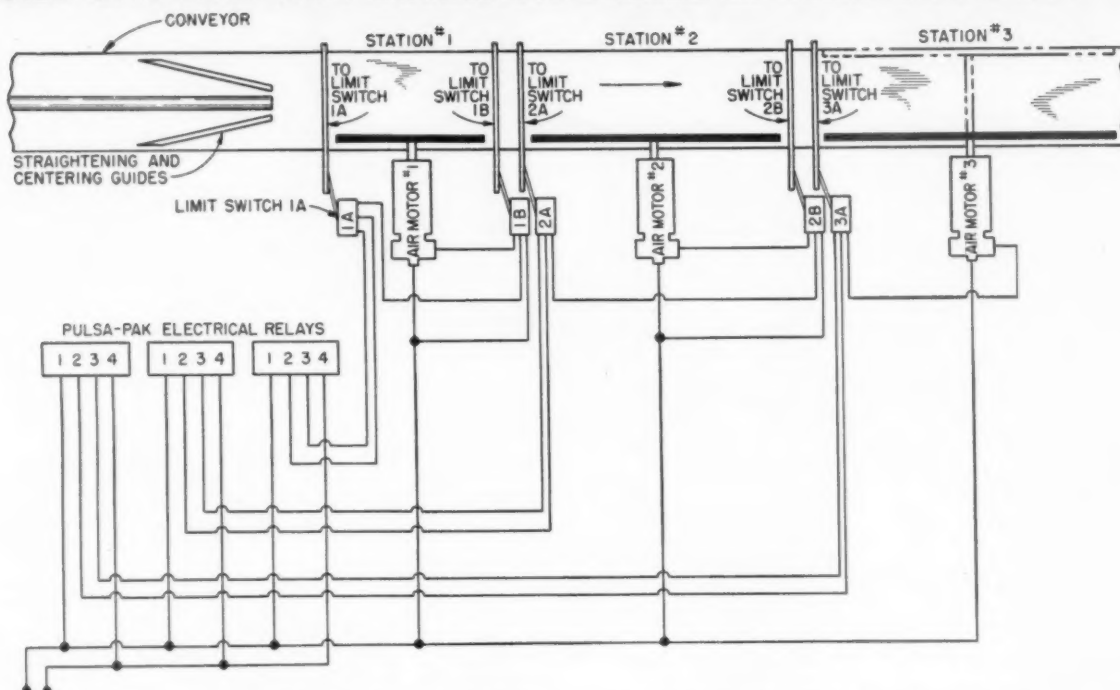 CONVEYOR
STATION #1
STATION #2
STATION #3
TO
LIMIT
SWITCH
1A
TO
LIMIT
SWITCH
1B
TO
LIMIT
SWITCH
2A
TO
LIMIT
SWITCH
2B
TO
LIMIT
SWITCH
3A
STRAIGHTENING AND
CENTERING GUIDES
LIMIT SWITCH 1A
1A
AIR MOTOR #1
1B
2A
AIR MOTOR #2
2B
3A
AIR MOTOR #3
PULSA-PAK ELECTRICAL RELAYS
1 2 3 4
1 2 3 4
1 2 3 4